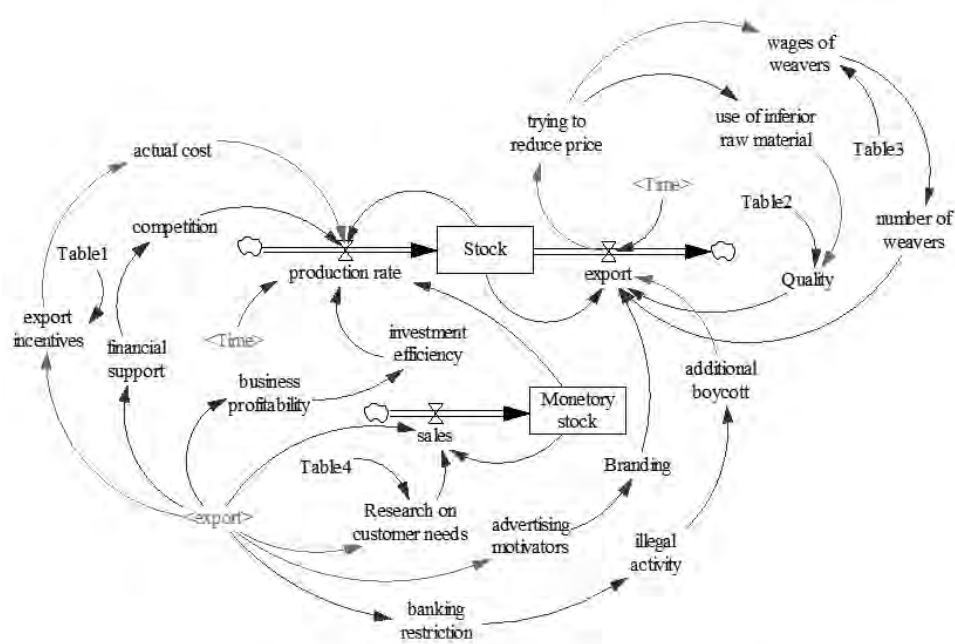 wages of
weavers
trying to
reduce price
use of inferior
raw material
Table3
actual cost
<Time>
Table2
number of
weavers
competition
Table1
Stock
production rate
export
Quality
export
incentives
financial
support
<Time>
investment
efficiency
additional
boycott
business
profitability
Monetory
stock
sales
Table4
Branding
<export>
Research on
customer needs
advertising
motivators
illegal
activity
banking
restriction